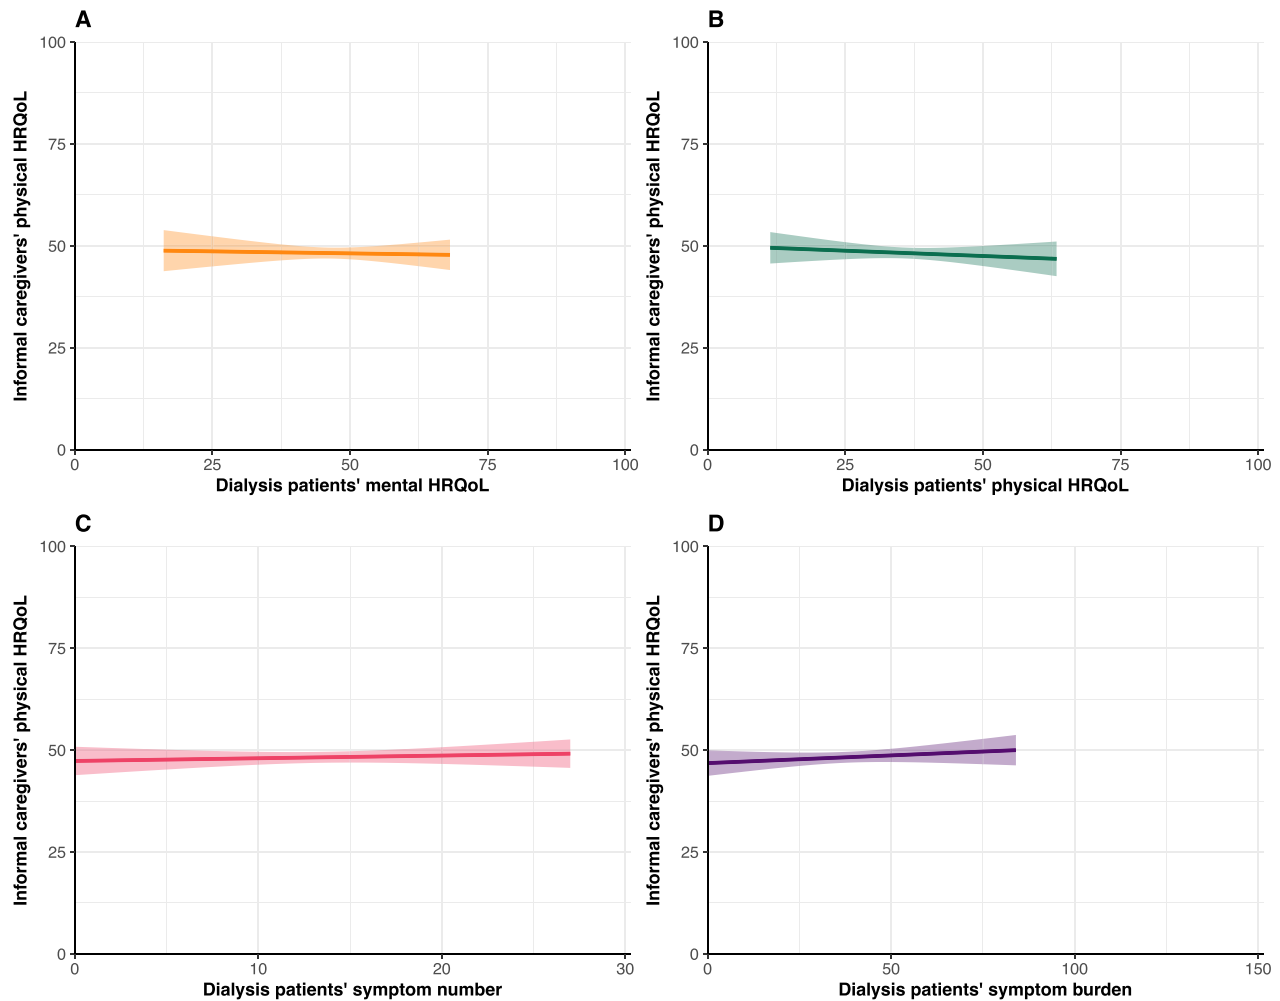 A
Informal caregivers' physical HRQoL
100
75
50
25
0
0 25 50 75 100
Dialysis patients' mental HRQoL
B
Informal caregivers' physical HRQoL
100
75
50
25
0
0 25 50 75 100
Dialysis patients' physical HRQoL
C
Informal caregivers' physical HRQoL
100
75
50
25
0
0 10 20 30
Dialysis patients' symptom number
D
Informal caregivers' physical HRQoL
100
75
50
25
0
0 50 100 150
Dialysis patients' symptom burden